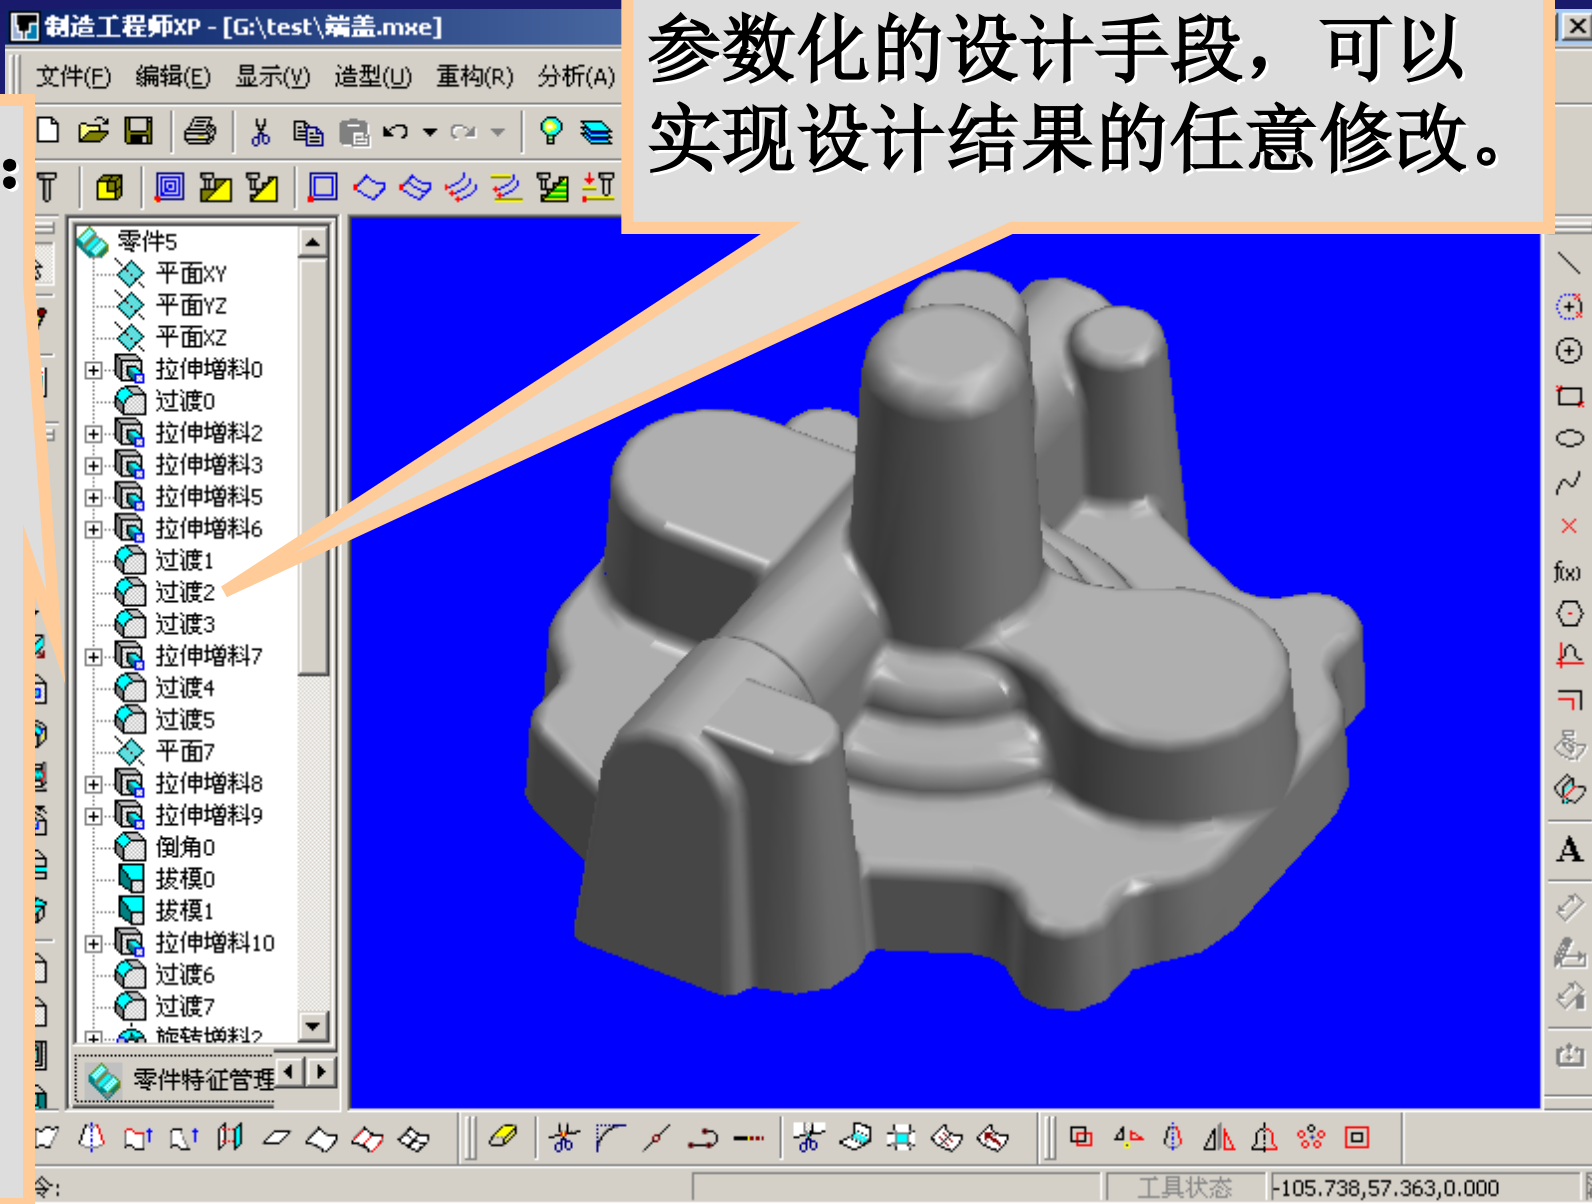 制造工程师XP - [G:\test\端盖.mxe]
参数化的设计手段，可以
实现设计结果的任意修改。
文件(F) 编辑(E) 显示(V) 造型(U) 重构(R) 分析(A)
：
零件5
平面XY
平面YZ
平面XZ
拉伸增料0
过渡0
拉伸增料2
拉伸增料3
拉伸增料5
拉伸增料6
过渡1
过渡2
过渡3
拉伸增料7
过渡4
过渡5
平面7
拉伸增料8
拉伸增料9
倒角0
拔模0
拔模1
拉伸增料10
过渡6
过渡7
旋转增料2
零件特征管理
f(x)
A
令:
工具状态
-105.738,57.363,0.000